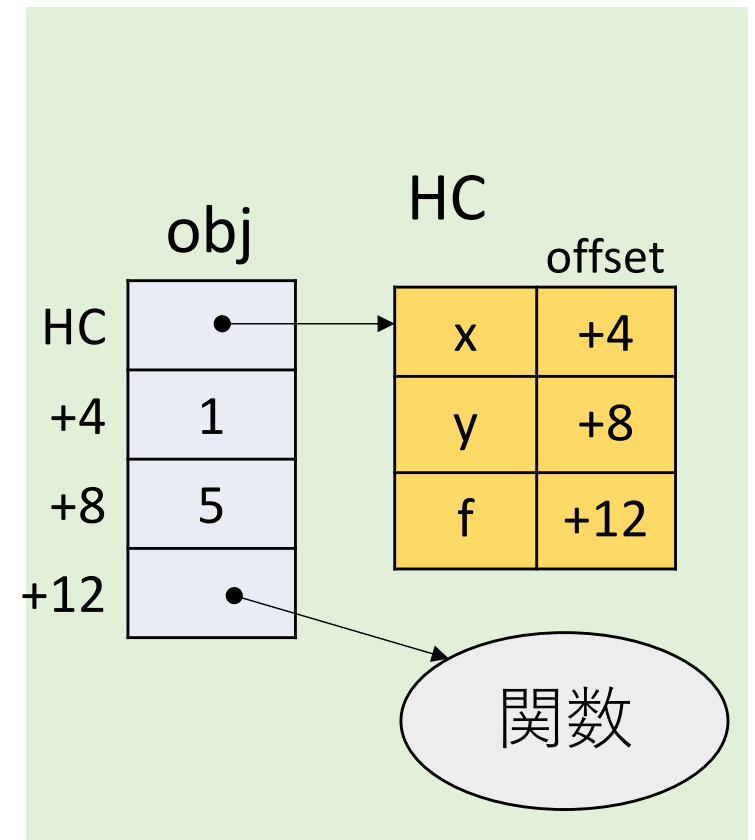 obj
HC
+4 1
+8 5
+12
HC
offset
x +4
y +8
f +12
関数